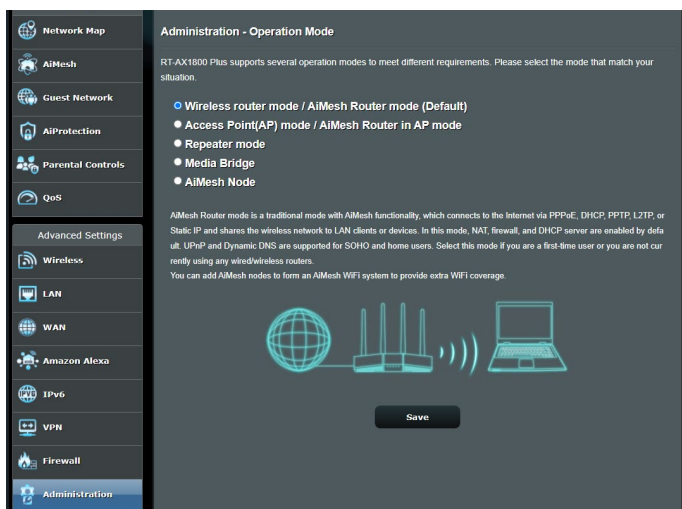 Network Map
AiMesh
Guest Network
AiProtection
Parental Controls
QoS
Advanced Settings
Wireless
LAN
WAN
Amazon Alexa
IPV6
IPv6
VPN
Firewall
Administration
Administration - Operation Mode
RT-AX1800 Plus supports several operation modes to meet different requirements. Please select the mode that match your
situation.
Wireless router mode / AiMesh Router mode (Default)
Access Point(AP) mode / AiMesh Router in AP mode
Repeater mode
Media Bridge
AiMesh Node
AiMesh Router mode is a traditional mode with AiMesh functionality, which connects to the Internet via PPPoE, DHCP, PPTP, L2TP, or
Static IP and shares the wireless network to LAN clients or devices. In this mode, NAT, firewall, and DHCP server are enabled by defa
ult. UPnP and Dynamic DNS are supported for SOHO and home users. Select this mode if you are a first-time user or you are not cur
rently using any wired/wireless routers.
You can add AiMesh nodes to form an AiMesh WiFi system to provide extra WiFi coverage.
Save